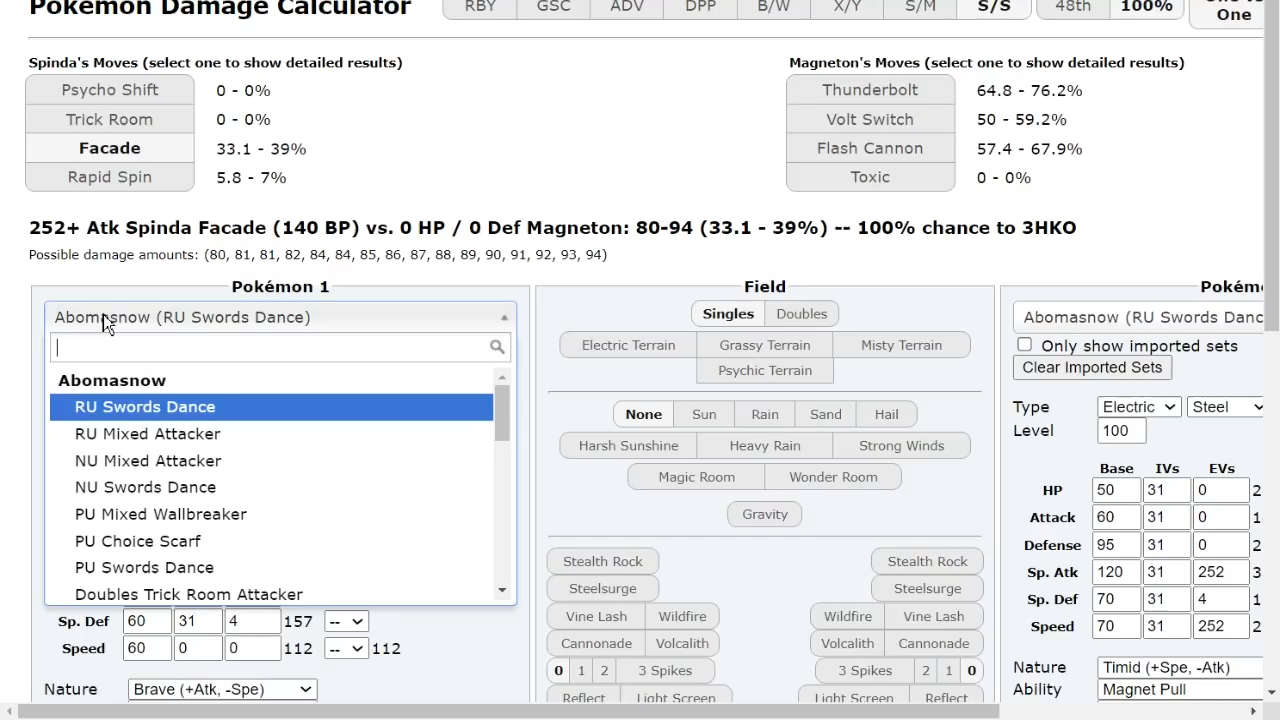 Pokémon Damage Calculator
RBY GSC ADV DPP B/W X/Y S/M S/S 48th 100% One
Spinda's Moves (select one to show detailed results)
Magneton's Moves (select one to show detailed results)
Psycho Shift 0 - 0%
Thunderbolt 64.8 - 76.2%
Trick Room 0 - 0%
Volt Switch 50 - 59.2%
Facade 33.1 - 39%
Flash Cannon 57.4 - 67.9%
Rapid Spin 5.8 - 7%
Toxic 0 - 0%
252+ Atk Spinda Facade (140 BP) vs. 0 HP / 0 Def Magneton: 80-94 (33.1 - 39%) -- 100% chance to 3HKO
Possible damage amounts: (80, 81, 81, 82, 84, 84, 85, 86, 87, 88, 89, 90, 91, 92, 93, 94)
Pokémon 1
Abomasnow (RU Swords Dance)
Abomasnow
RU Swords Dance
RU Mixed Attacker
NU Mixed Attacker
NU Swords Dance
PU Mixed Wallbreaker
PU Choice Scarf
PU Swords Dance
Doubles Trick Room Attacker
Sp. Def 60 31 4 157 --
Speed 60 0 0 112 -- 112
Nature Brave (+Atk, -Spe)
Field
Singles Doubles
Electric Terrain Grassy Terrain Misty Terrain
Psychic Terrain
None Sun Rain Sand Hail
Harsh Sunshine Heavy Rain Strong Winds
Magic Room Wonder Room
Gravity
Stealth Rock Stealth Rock
Steelsurge Steelsurge
Vine Lash Wildfire Wildfire Vine Lash
Cannonade Volcalith Volcalith Cannonade
0 1 2 3 Spikes 3 Spikes 2 1 0
Reflect Light Screen Light Screen Reflect
Pokémo
Abomasnow (RU Swords Danc
Only show imported sets
Clear Imported Sets
Type Electric Steel
Level 100
Base IVs EVs
HP 50 31 0 2
Attack 60 31 0 1
Defense 95 31 0 2
Sp. Atk 120 31 252 3
Sp. Def 70 31 4 1
Speed 70 31 252 2
Nature Timid (+Spe, -Atk)
Ability Magnet Pull